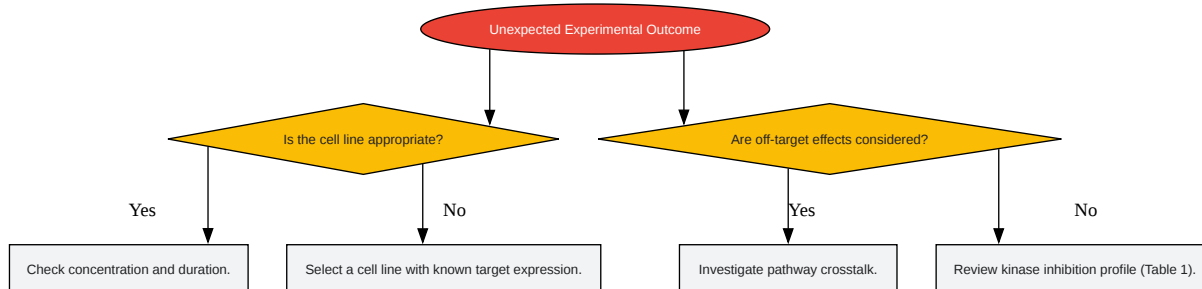 Unexpected Experimental Outcome
Is the cell line appropriate?
Are off-target effects considered?
Yes
No
Yes
No
Check concentration and duration.
Select a cell line with known target expression.
Investigate pathway crosstalk.
Review kinase inhibition profile (Table 1).